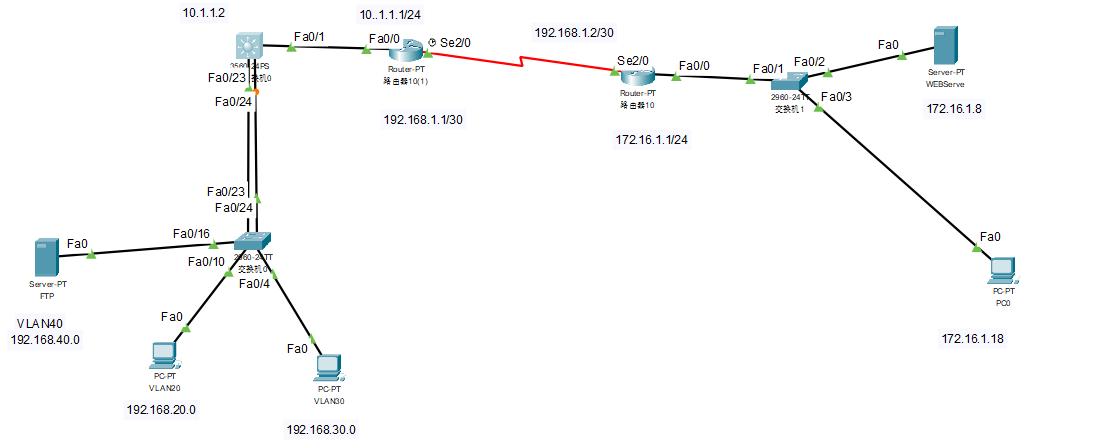 10.1.1.2
Fa0/1
10..1.1.1/24
Fa0/0
Se2/0
Router-PT
路由器10(1)
192.168.1.1/30
192.168.1.2/30
Se2/0
Fa0/0
Router-PT
路由器10
172.16.1.1/24
Fa0/1
Fa0/2
Fa0/3
2960-24TT
交换机1
Fa0
Server-PT
WEBServe
172.16.1.8
Fa0
PC-PT
PC0
172.16.1.18
Fa0/23
Fa0/24
Fa0/23
Fa0/24
Fa0/16
Fa0/10
Fa0/4
2960-24TT
交换机0
Fa0
Server-PT
FTP
VLAN40
192.168.40.0
Fa0
PC-PT
VLAN20
192.168.20.0
Fa0
PC-PT
VLAN30
192.168.30.0